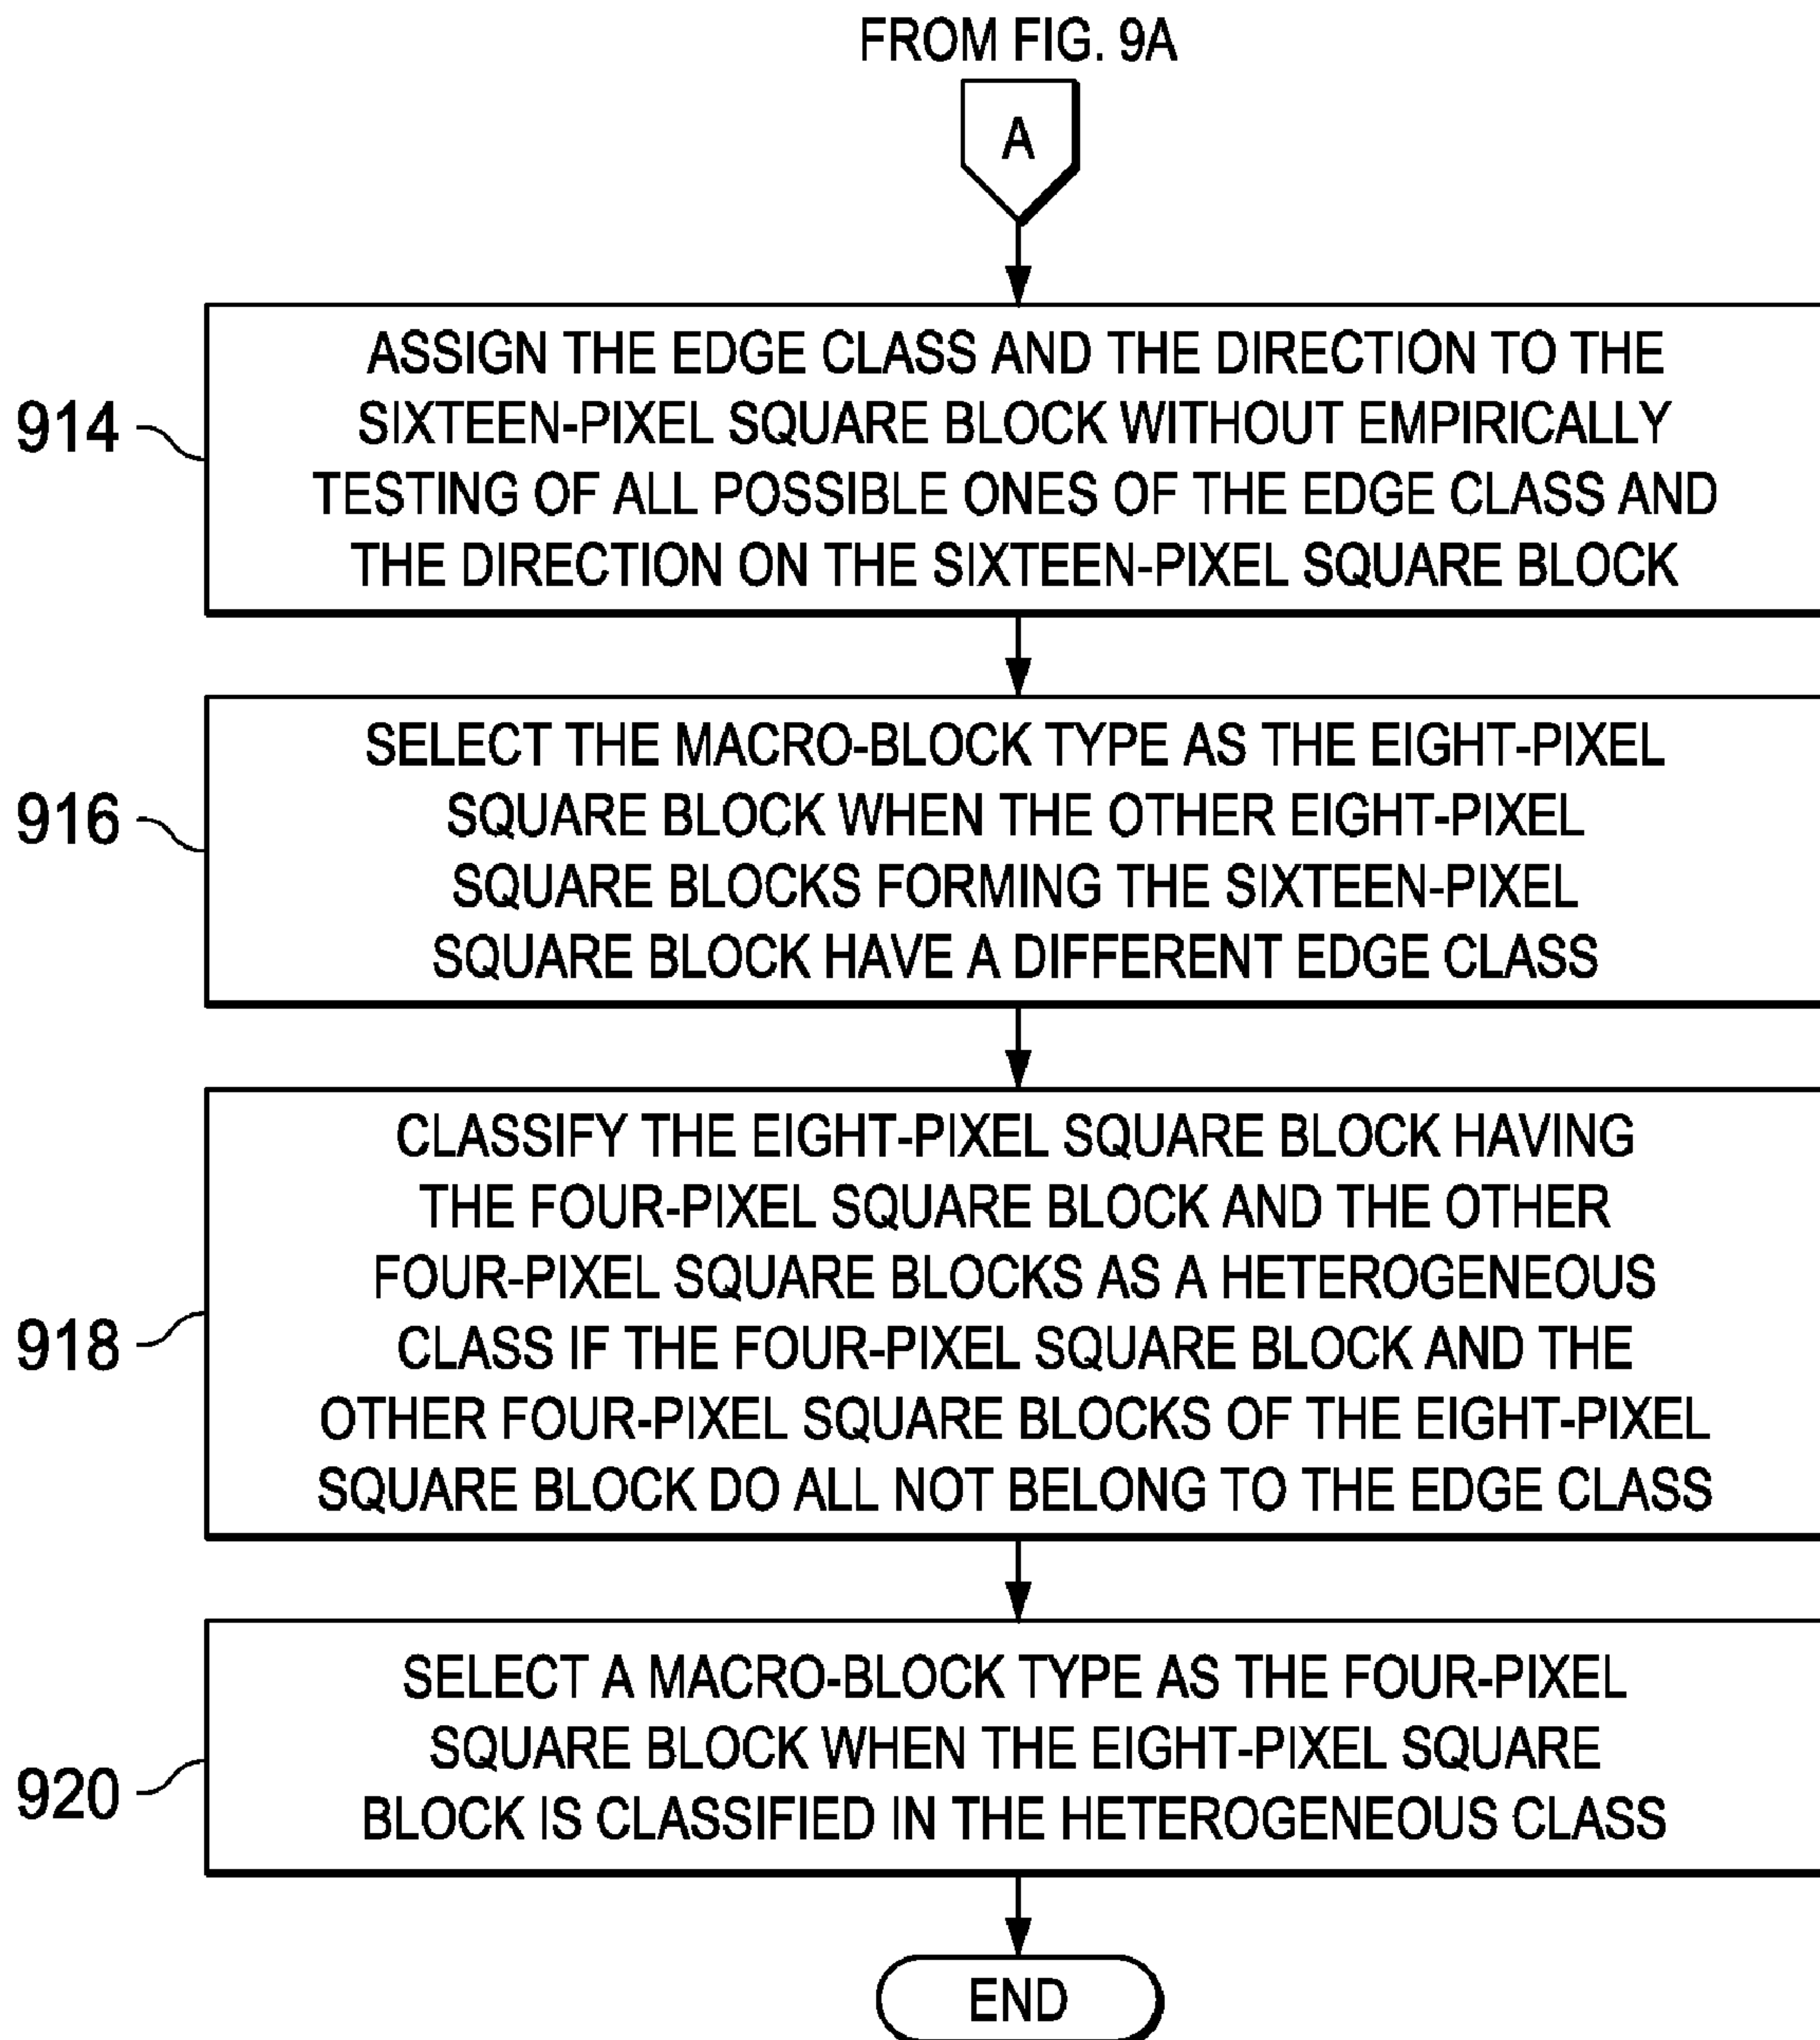 FROM FIG. 9A
A
914
ASSIGN THE EDGE CLASS AND THE DIRECTION TO THE
SIXTEEN-PIXEL SQUARE BLOCK WITHOUT EMPIRICALLY
TESTING OF ALL POSSIBLE ONES OF THE EDGE CLASS AND
THE DIRECTION ON THE SIXTEEN-PIXEL SQUARE BLOCK
916
SELECT THE MACRO-BLOCK TYPE AS THE EIGHT-PIXEL
SQUARE BLOCK WHEN THE OTHER EIGHT-PIXEL
SQUARE BLOCKS FORMING THE SIXTEEN-PIXEL
SQUARE BLOCK HAVE A DIFFERENT EDGE CLASS
918
CLASSIFY THE EIGHT-PIXEL SQUARE BLOCK HAVING
THE FOUR-PIXEL SQUARE BLOCK AND THE OTHER
FOUR-PIXEL SQUARE BLOCKS AS A HETEROGENEOUS
CLASS IF THE FOUR-PIXEL SQUARE BLOCK AND THE
OTHER FOUR-PIXEL SQUARE BLOCKS OF THE EIGHT-PIXEL
SQUARE BLOCK DO ALL NOT BELONG TO THE EDGE CLASS
920
SELECT A MACRO-BLOCK TYPE AS THE FOUR-PIXEL
SQUARE BLOCK WHEN THE EIGHT-PIXEL SQUARE
BLOCK IS CLASSIFIED IN THE HETEROGENEOUS CLASS
END